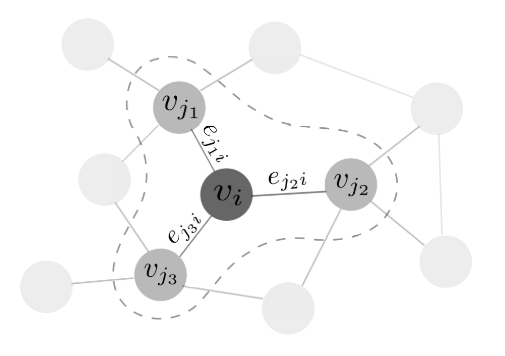 v_{j_1}
e_{j_1 i}
v_i
e_{j_2 i}
v_{j_2}
e_{j_3 i}
v_{j_3}